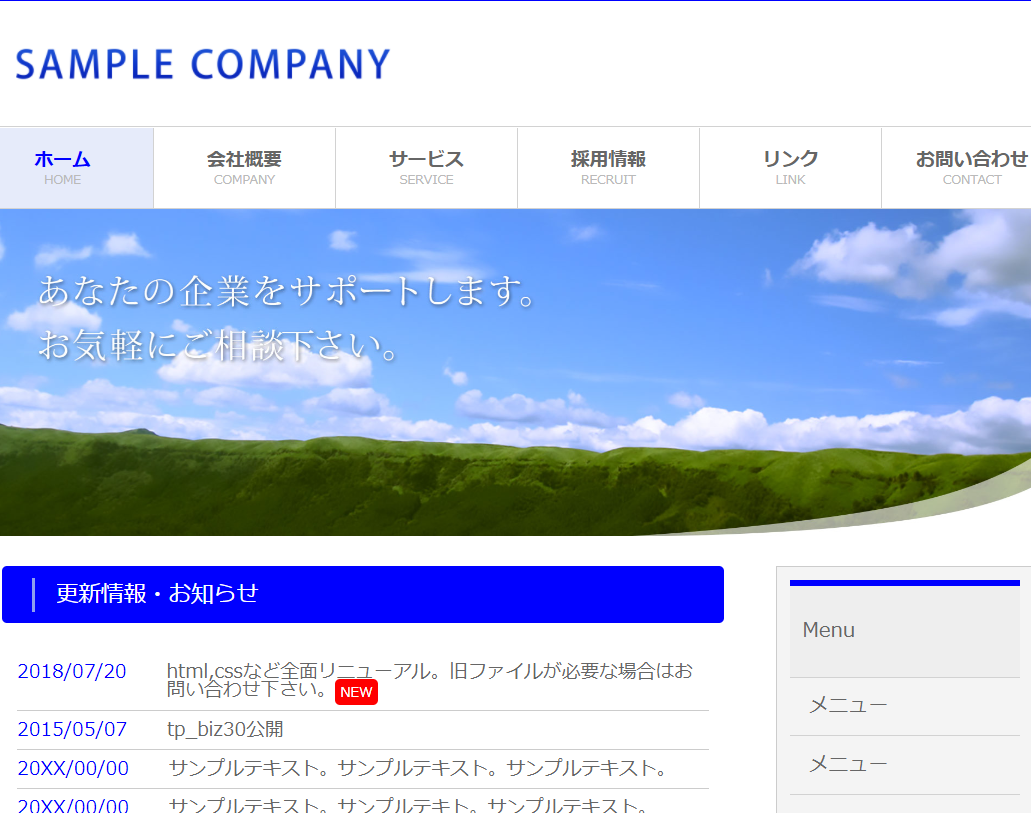 SAMPLE COMPANY
ホーム
HOME
会社概要
COMPANY
サービス
SERVICE
採用情報
RECRUIT
リンク
LINK
お問い合わせ
CONTACT
あなたの企業をサポートします。
お気軽にご相談下さい。
更新情報・お知らせ
2018/07/20 html,cssなど全面リニューアル。旧ファイルが必要な場合はお
問い合わせ下さい。 NEW
2015/05/07 tp_biz30公開
20XX/00/00 サンプルテキスト。サンプルテキスト。サンプルテキスト。
20XX/00/00 サンプルテキスト。サンプルテキト。サンプルテキスト。
Menu
メニュー
メニュー